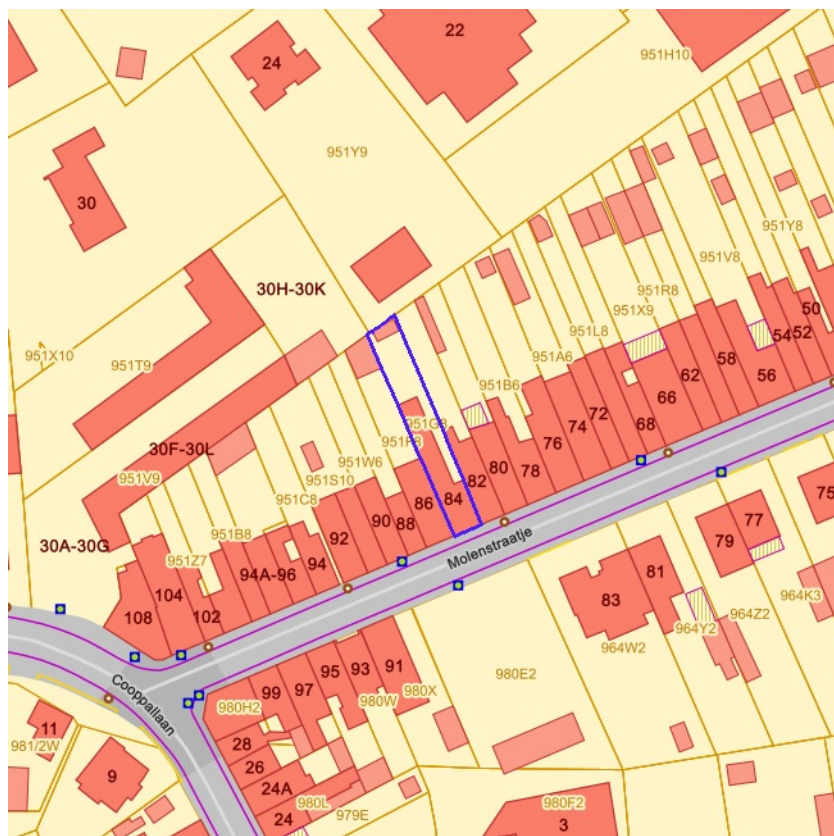 22
24
951H10
951Y9
30
951Y8
951V8
30H-30K
951R8
50
951X9
54
52
951L8
58
951X10
951T9
951A6
56
62
951B6
66
72
74
68
951G8
76
951F8
30F-30L
80
78
951W6
82
951V9
951S10
84
86
75
951C8
90
88
77
92
951B8
Molenstraatje
79
30A-30G
951Z7
94
94A-96
81
104
83
964K3
108
102
964Z2
964Y2
964W2
91
93
95
980E2
97
980X
99
980W
Cooppallaan
980H2
11
28
981/2W
26
9
24A
980L
980F2
979E
24
3